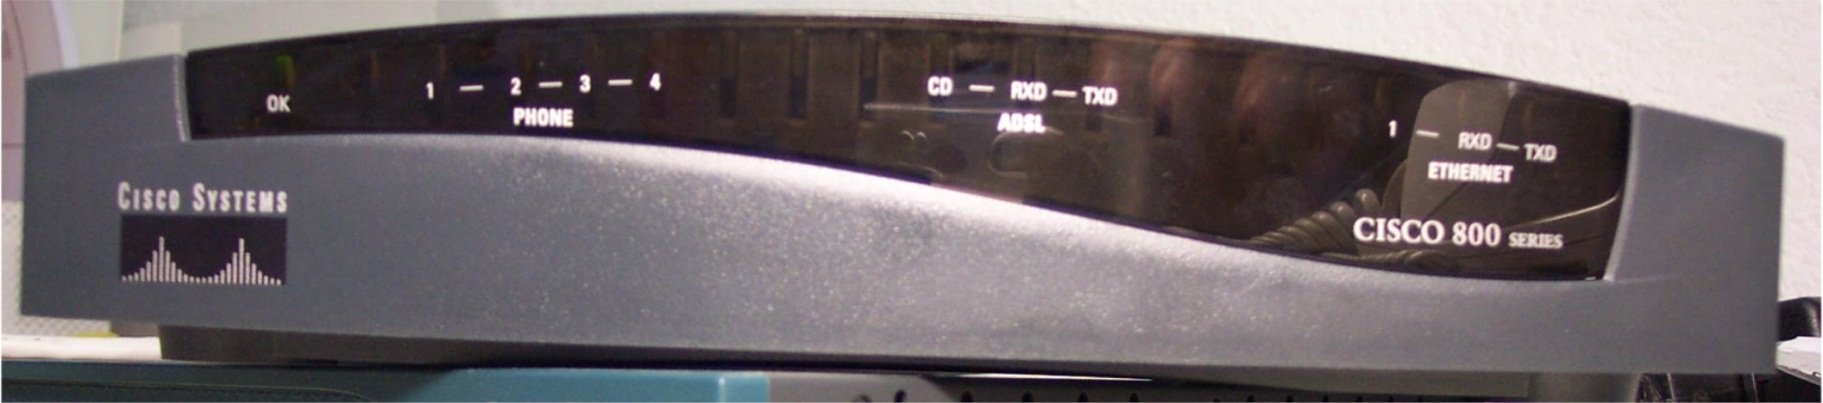 OK
1 — 2 — 3 — 4
PHONE
CD — RXD — TXD
ADSL
1 — RXD — TXD
ETHERNET
CISCO 800 SERIES
CISCO SYSTEMS